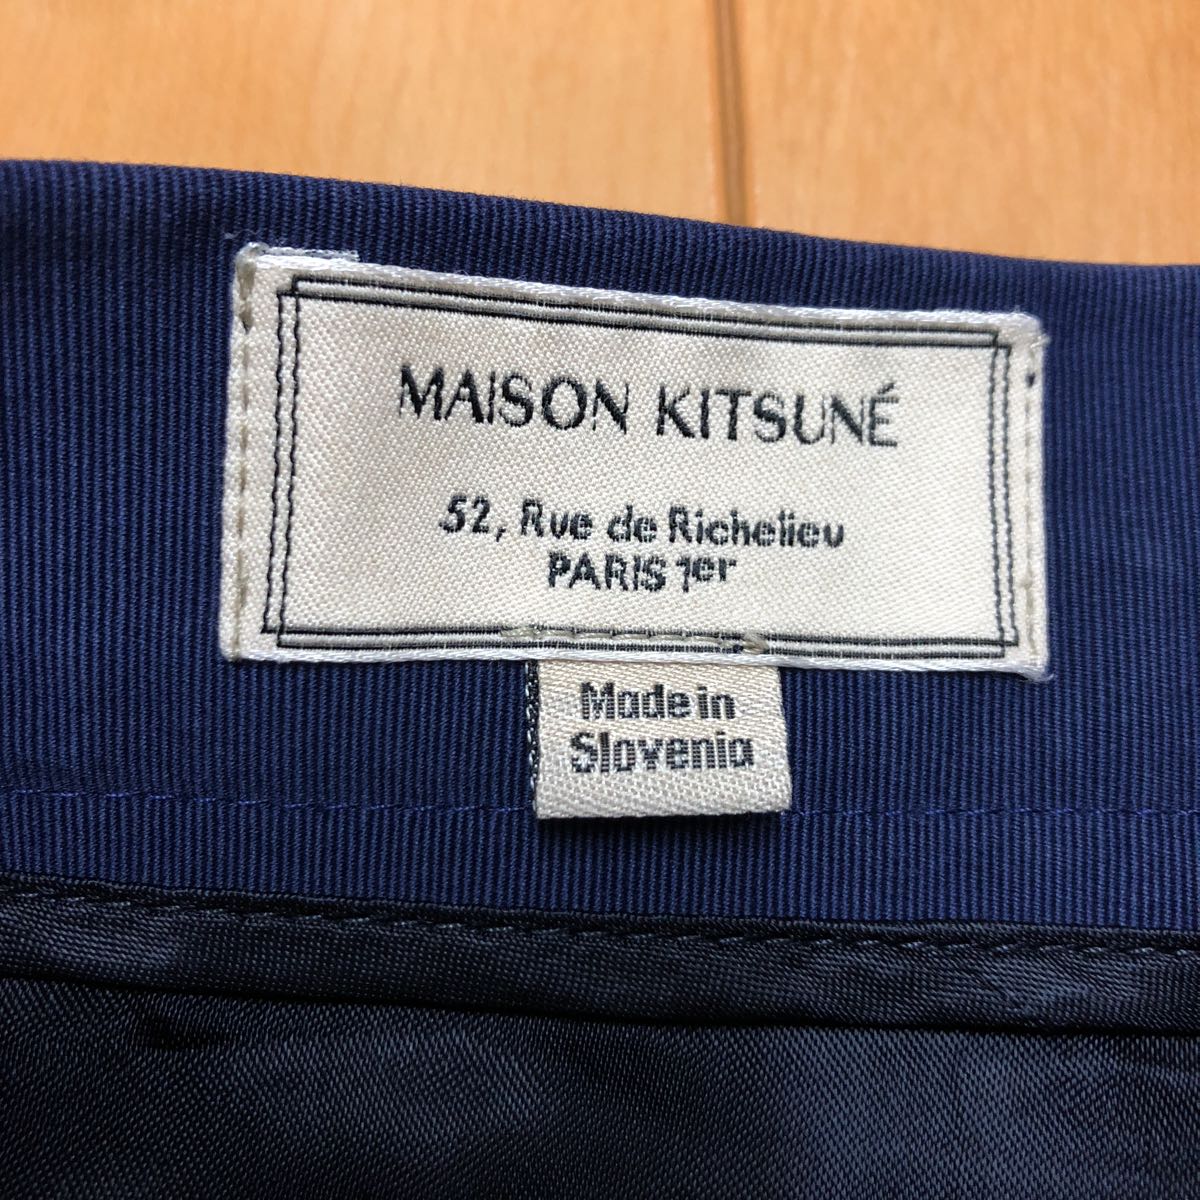 MAISON KITSUNÉ
52, Rue de Richelieu
PARIS 1er
Made in
Slovenia